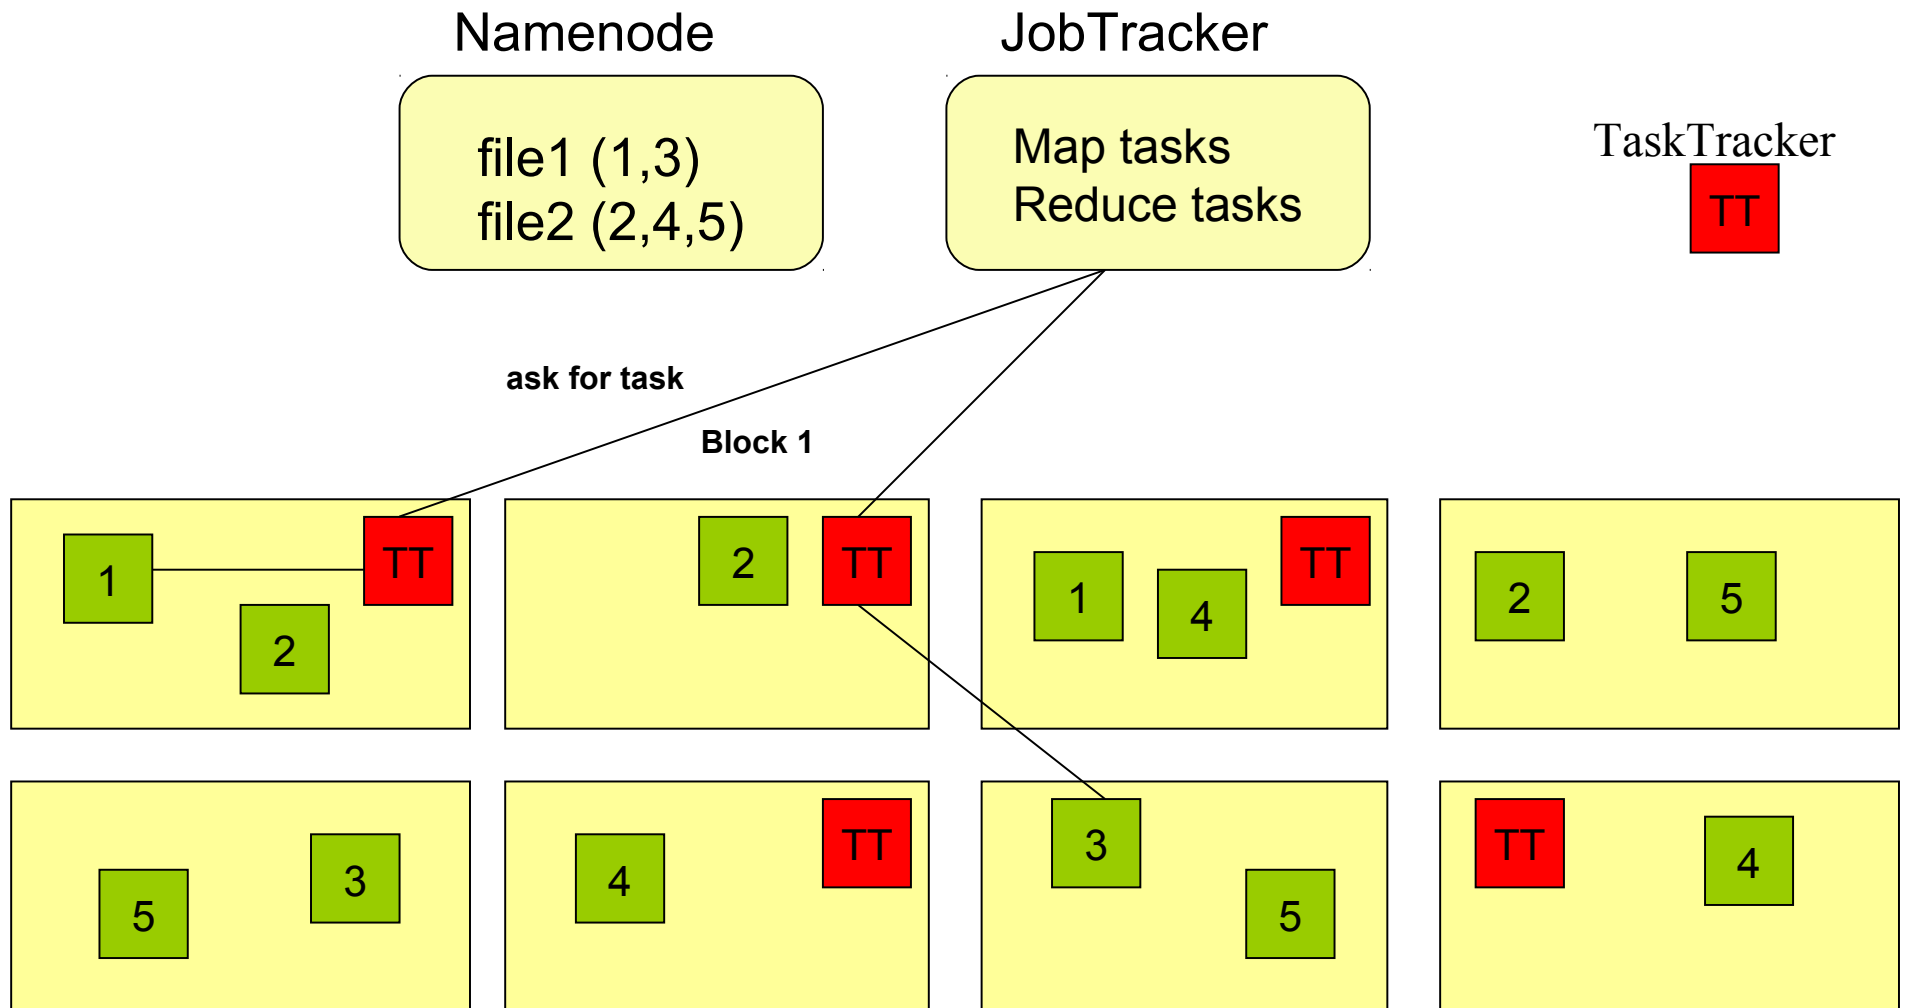 Namenode
JobTracker
file1 (1,3)
file2 (2,4,5)
Map tasks
Reduce tasks
TaskTracker
TT
ask for task
Block 1
1
2
TT
2
TT
1
4
TT
2
5
5
3
4
TT
3
5
TT
4